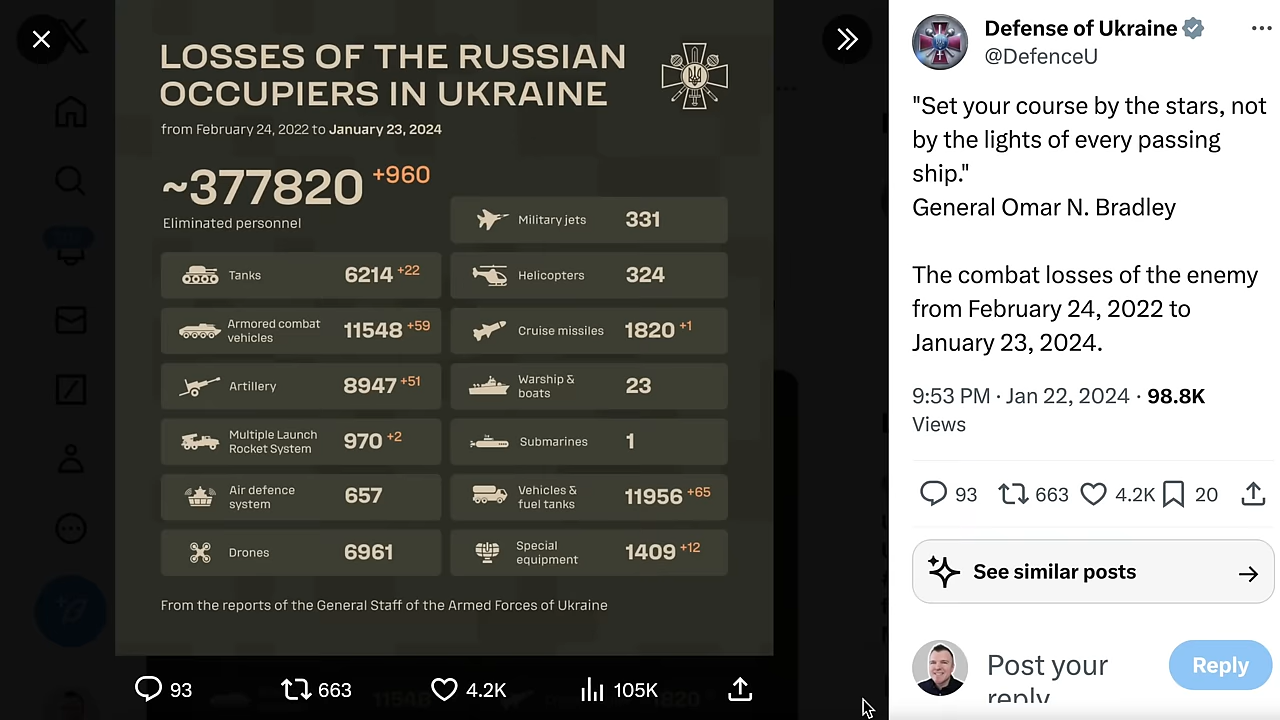 LOSSES OF THE RUSSIAN
OCCUPIERS IN UKRAINE
from February 24, 2022 to January 23, 2024
~377820 +960
Eliminated personnel
Military jets 331
Tanks 6214 +22
Helicopters 324
Armored combat
vehicles 11548 +59
Cruise missiles 1820 +1
Artillery 8947 +51
Warship &
boats 23
Multiple Launch
Rocket System 970 +2
Submarines 1
Air defence
system 657
Vehicles &
fuel tanks 11956 +65
Drones 6961
Special
equipment 1409 +12
From the reports of the General Staff of the Armed Forces of Ukraine
93 663 4.2K 105K
Defense of Ukraine
@DefenceU
"Set your course by the stars, not
by the lights of every passing
ship."
General Omar N. Bradley
The combat losses of the enemy
from February 24, 2022 to
January 23, 2024.
9:53 PM · Jan 22, 2024 · 98.8K
Views
93 663 4.2K 20
See similar posts
Post your
reply
Reply